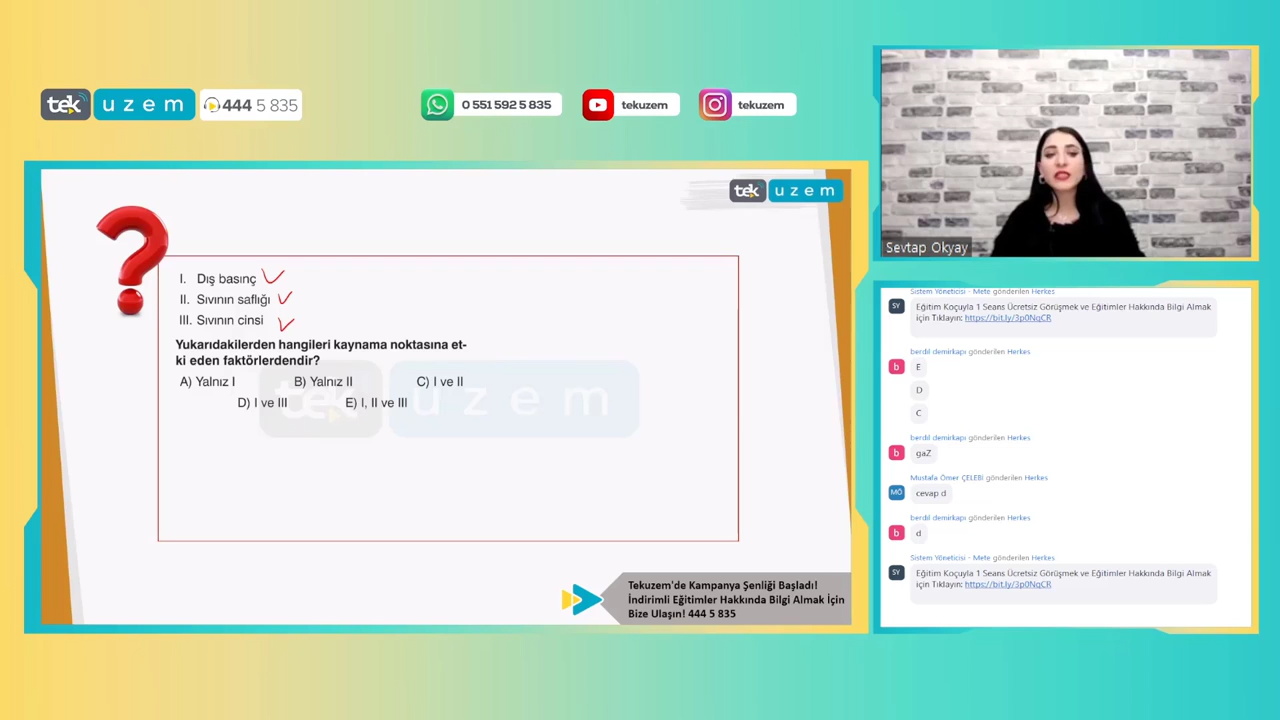 tek uzem 444 5 835
0 551 592 5 835
tekuzem
tekuzem
tek uzem
I. Dış basınç
II. Sıvının saflığı
III. Sıvının cinsi
Yukarıdakilerden hangileri kaynama noktasına et-
ki eden faktörlerdendir?
A) Yalnız I B) Yalnız II C) I ve II
D) I ve III E) I, II ve III
tek uzem
Tekuzem'de Kampanya Şenliği Başladı!
İndirimli Eğitimler Hakkında Bilgi Almak İçin
Bize Ulaşın! 444 5 835
Sevtap Okyay
Sistem Yöneticisi - Mete gönderilen Herkes
SY
Eğitim Koçuyla 1 Seans Ücretsiz Görüşmek ve Eğitimler Hakkında Bilgi Almak
için Tıklayın: https://bit.ly/3p0NqCR
berdil demirkapı gönderilen Herkes
b
E
D
C
berdil demirkapı gönderilen Herkes
b
gaZ
Mustafa Ömer ÇELEBİ gönderilen Herkes
MÖ
cevap d
berdil demirkapı gönderilen Herkes
b
d
Sistem Yöneticisi - Mete gönderilen Herkes
SY
Eğitim Koçuyla 1 Seans Ücretsiz Görüşmek ve Eğitimler Hakkında Bilgi Almak
için Tıklayın: https://bit.ly/3p0NqCR